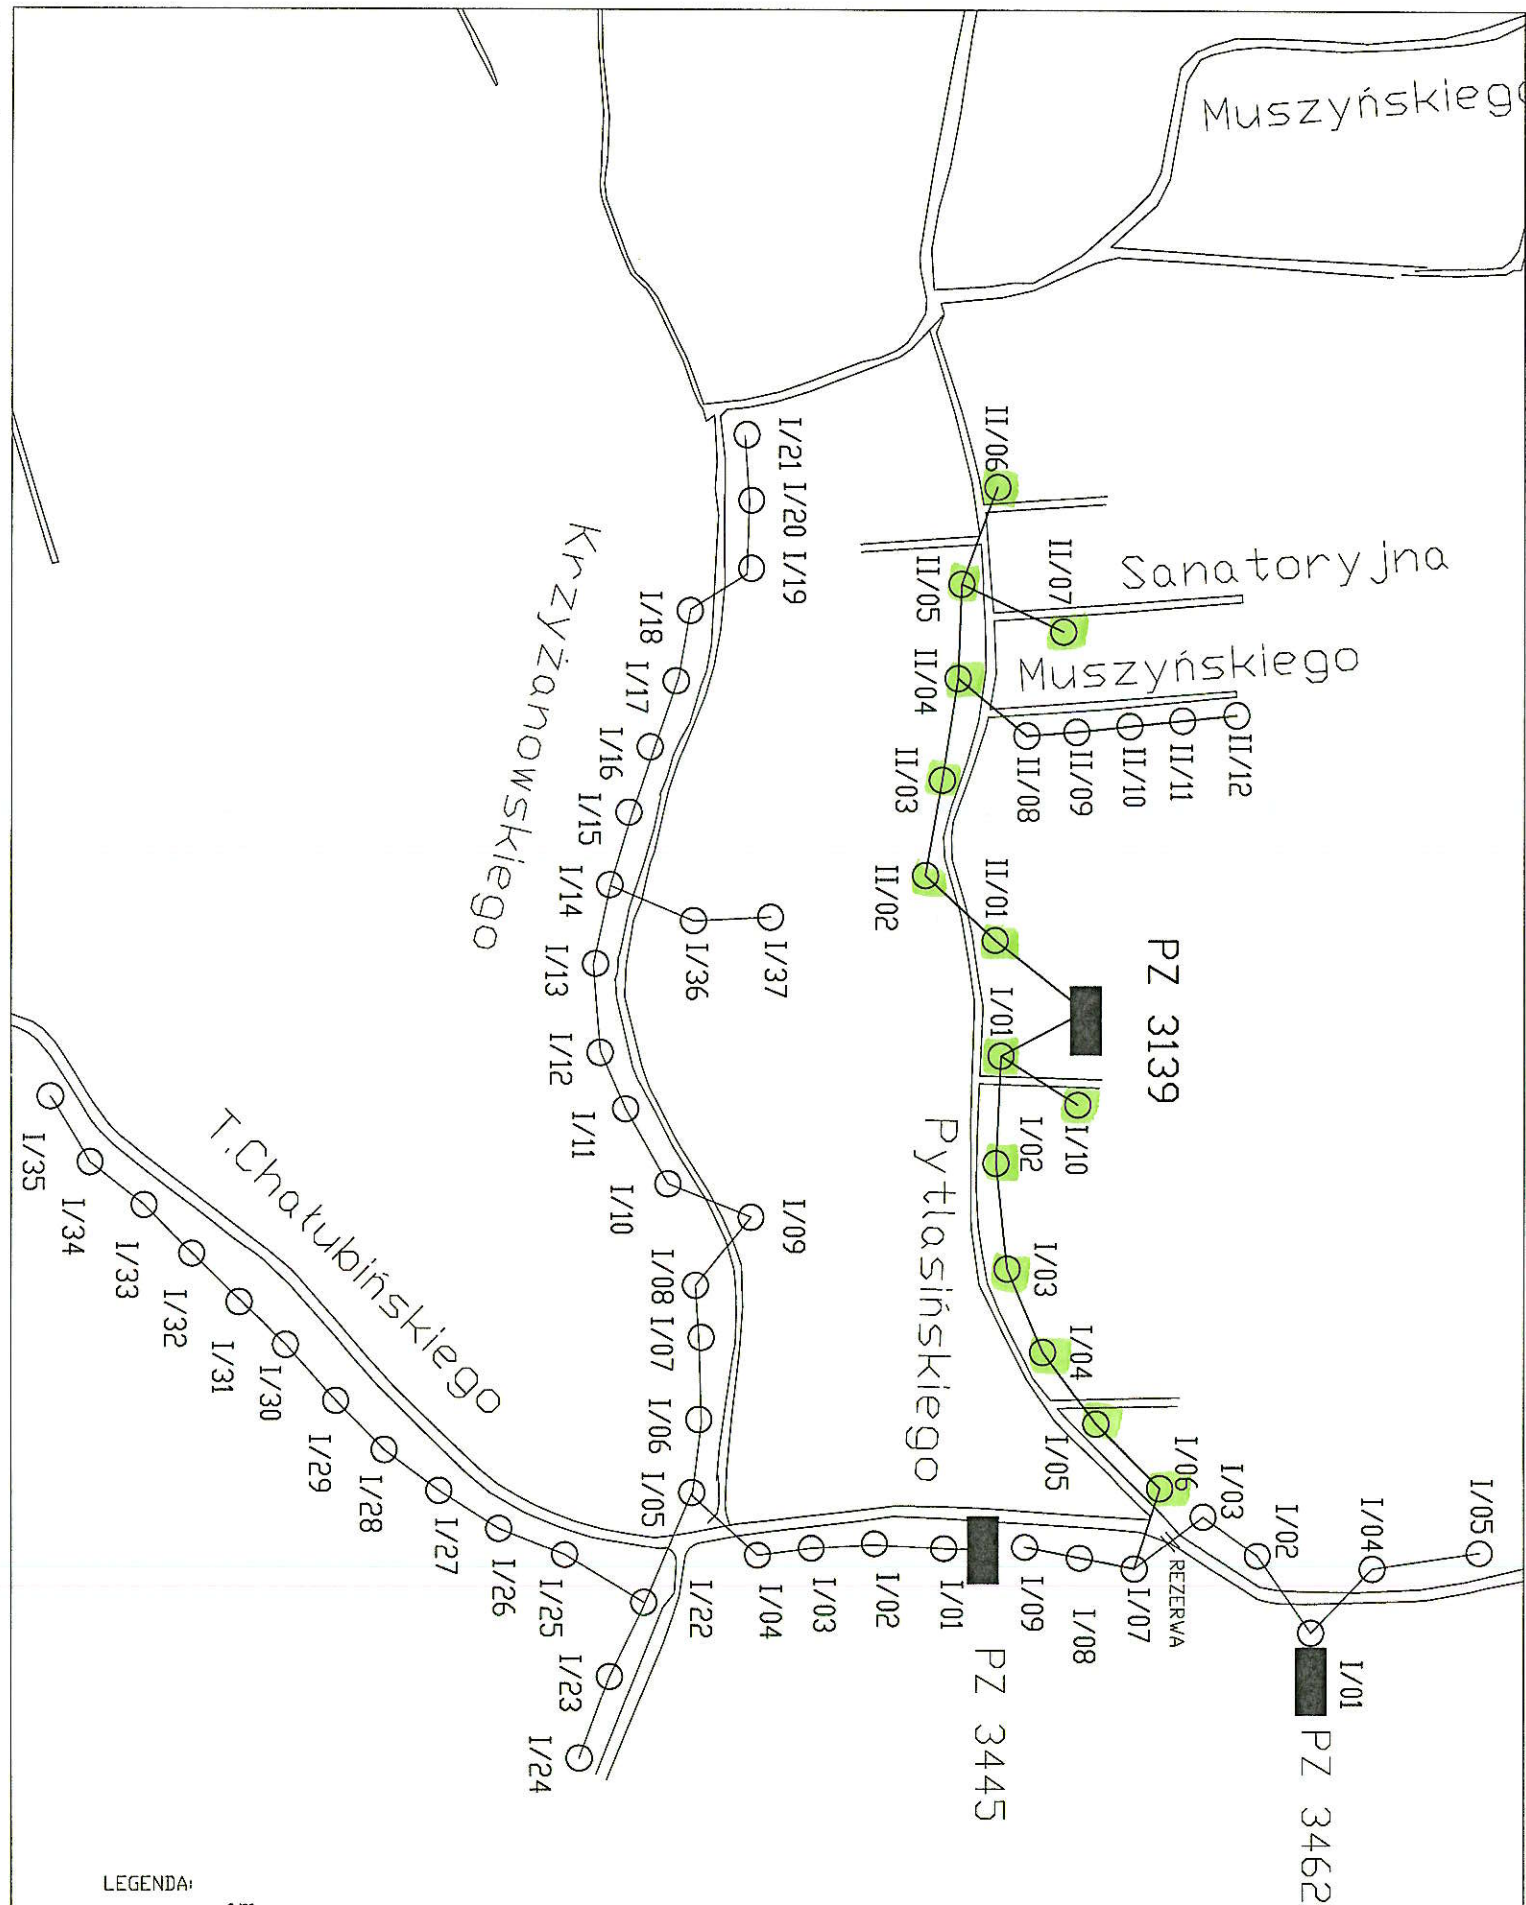 Muszyńskiego
II/06
II/07
Sanatoryjna
II/05
II/04
Muszyńskiego
II/12
II/11
II/10
II/09
II/08
II/03
II/02
II/01
PZ 3139
I/01
I/10
I/02
Pytlasińskiego
I/03
I/04
I/05
I/06
I/07
I/08
I/09
REZERWA
I/03
I/02
I/04
I/05
I/01
PZ 3462
I/21
I/20
I/19
I/18
I/17
I/16
I/15
I/14
I/13
I/12
I/11
I/10
I/09
I/36
I/37
Krzyżanowskiego
I/08
I/07
I/06
I/05
I/04
I/03
I/02
I/01
PZ 3445
I/22
I/23
I/24
I/25
I/26
I/27
I/28
I/29
I/30
I/31
I/32
I/33
I/34
I/35
T.Chałubińskiego
LEGENDA: